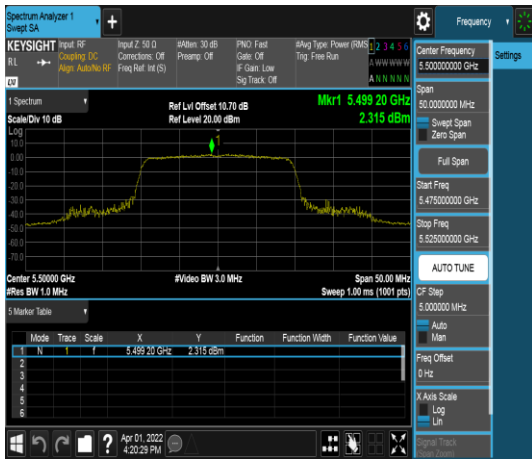 Spectrum Analyzer 1
Swept SA
+
Frequency
KEYSIGHT
RL
LXI
Input: RF
Coupling: DC
Align: Auto/No RF
Input Z: 50 Ω
Corrections: Off
Freq Ref: Int (S)
#Atten: 30 dB
Preamp: Off
PNO: Fast
Gate: Off
IF Gain: Low
Sig Track: Off
#Avg Type: Power (RMS
Trig: Free Run
1 2 3 4 5 6
A W W W W W
A N N N N N
1 Spectrum
Scale/Div 10 dB
Ref Lvl Offset 10.70 dB
Ref Level 20.00 dBm
Mkr1 5.499 20 GHz
2.315 dBm
Log
10.0
0.00
-10.0
-20.0
-30.0
-40.0
-50.0
-60.0
-70.0
1
Center 5.50000 GHz
#Res BW 1.0 MHz
#Video BW 3.0 MHz
Span 50.00 MHz
Sweep 1.00 ms (1001 pts)
5 Marker Table
Mode Trace Scale X Y Function Function Width Function Value
1 N 1 f 5.499 20 GHz 2.315 dBm
2
3
4
5
6
Apr 01, 2022
4:20:29 PM
Center Frequency
5.500000000 GHz
Settings
Span
50.0000000 MHz
Swept Span
Zero Span
Full Span
Start Freq
5.475000000 GHz
Stop Freq
5.525000000 GHz
AUTO TUNE
CF Step
5.000000 MHz
Auto
Man
Freq Offset
0 Hz
X Axis Scale
Log
Lin
Signal Track
(Span Zoom)